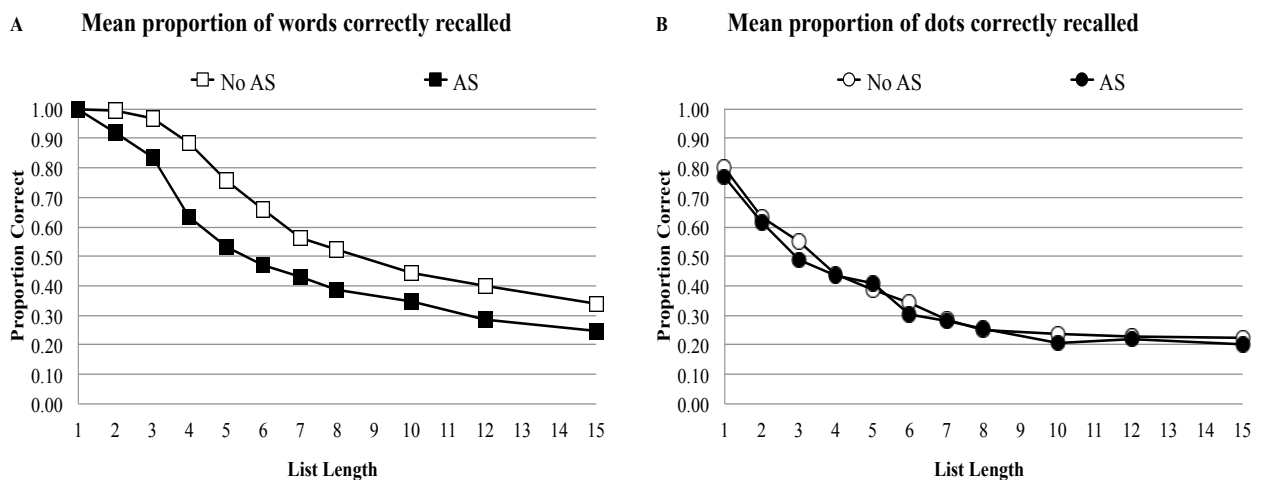 A Mean proportion of words correctly recalled
No AS AS
1.00
0.90
0.80
0.70
0.60
0.50
0.40
0.30
0.20
0.10
0.00
Proportion Correct
1 2 3 4 5 6 7 8 9 10 11 12 13 14 15
List Length
B Mean proportion of dots correctly recalled
No AS AS
1.00
0.90
0.80
0.70
0.60
0.50
0.40
0.30
0.20
0.10
0.00
Proportion Correct
1 2 3 4 5 6 7 8 9 10 11 12 13 14 15
List Length